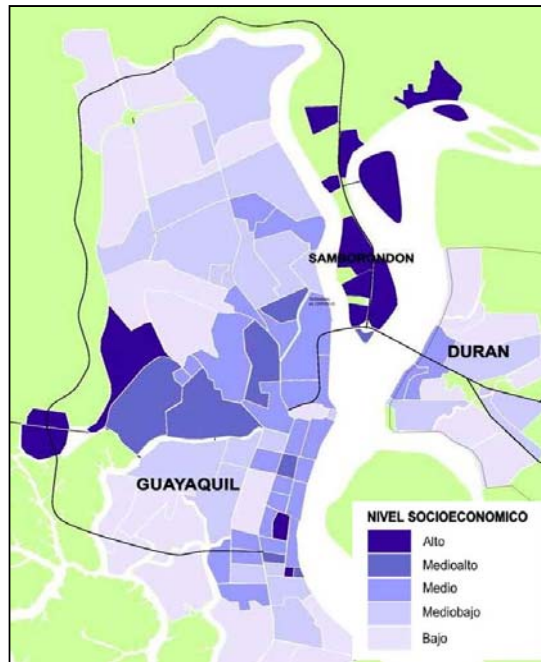 SAMBORONDON
DURAN
GUAYAQUIL
NIVEL SOCIOECONOMICO
Alto
Medioalto
Medio
Mediobajo
Bajo